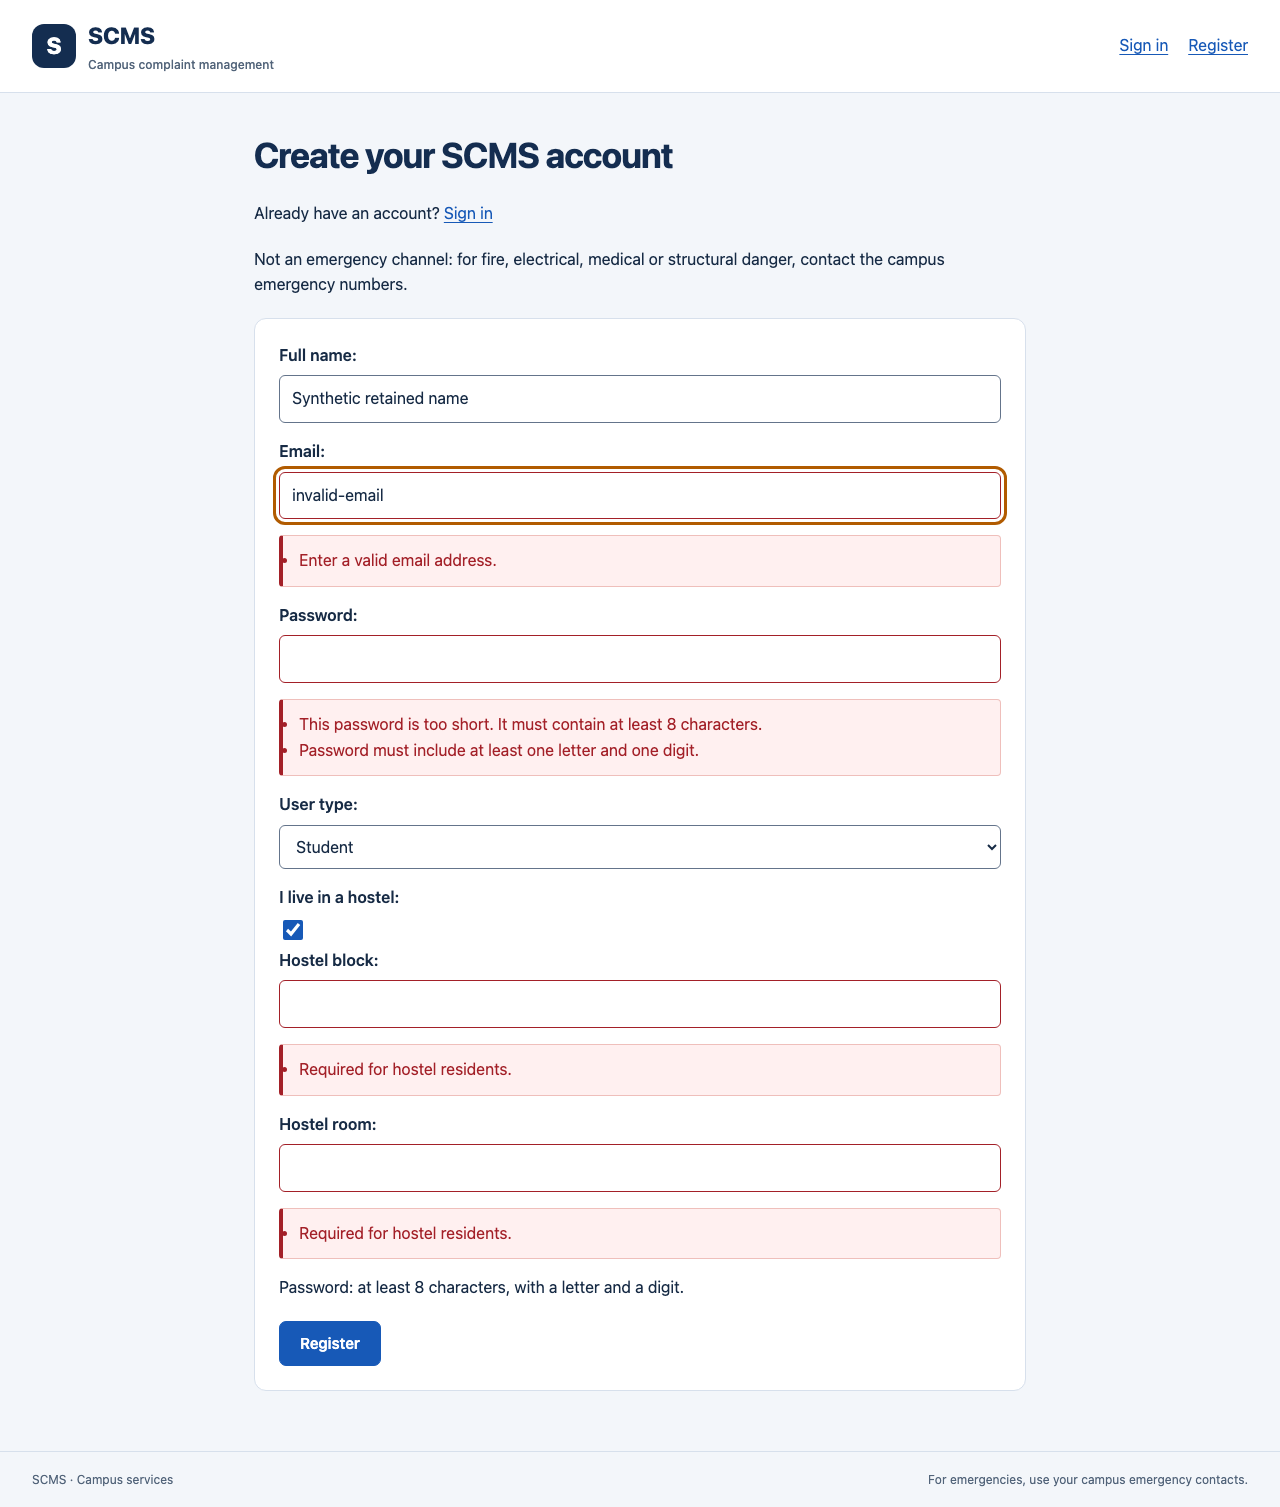 S
SCMS
Campus complaint management
Sign in
Register
Create your SCMS account
Already have an account? Sign in
Not an emergency channel: for fire, electrical, medical or structural danger, contact the campus
emergency numbers.
Full name:
Synthetic retained name
Email:
invalid-email
Enter a valid email address.
Password:
This password is too short. It must contain at least 8 characters.
Password must include at least one letter and one digit.
User type:
Student
I live in a hostel:
Hostel block:
Required for hostel residents.
Hostel room:
Required for hostel residents.
Password: at least 8 characters, with a letter and a digit.
Register
SCMS · Campus services
For emergencies, use your campus emergency contacts.